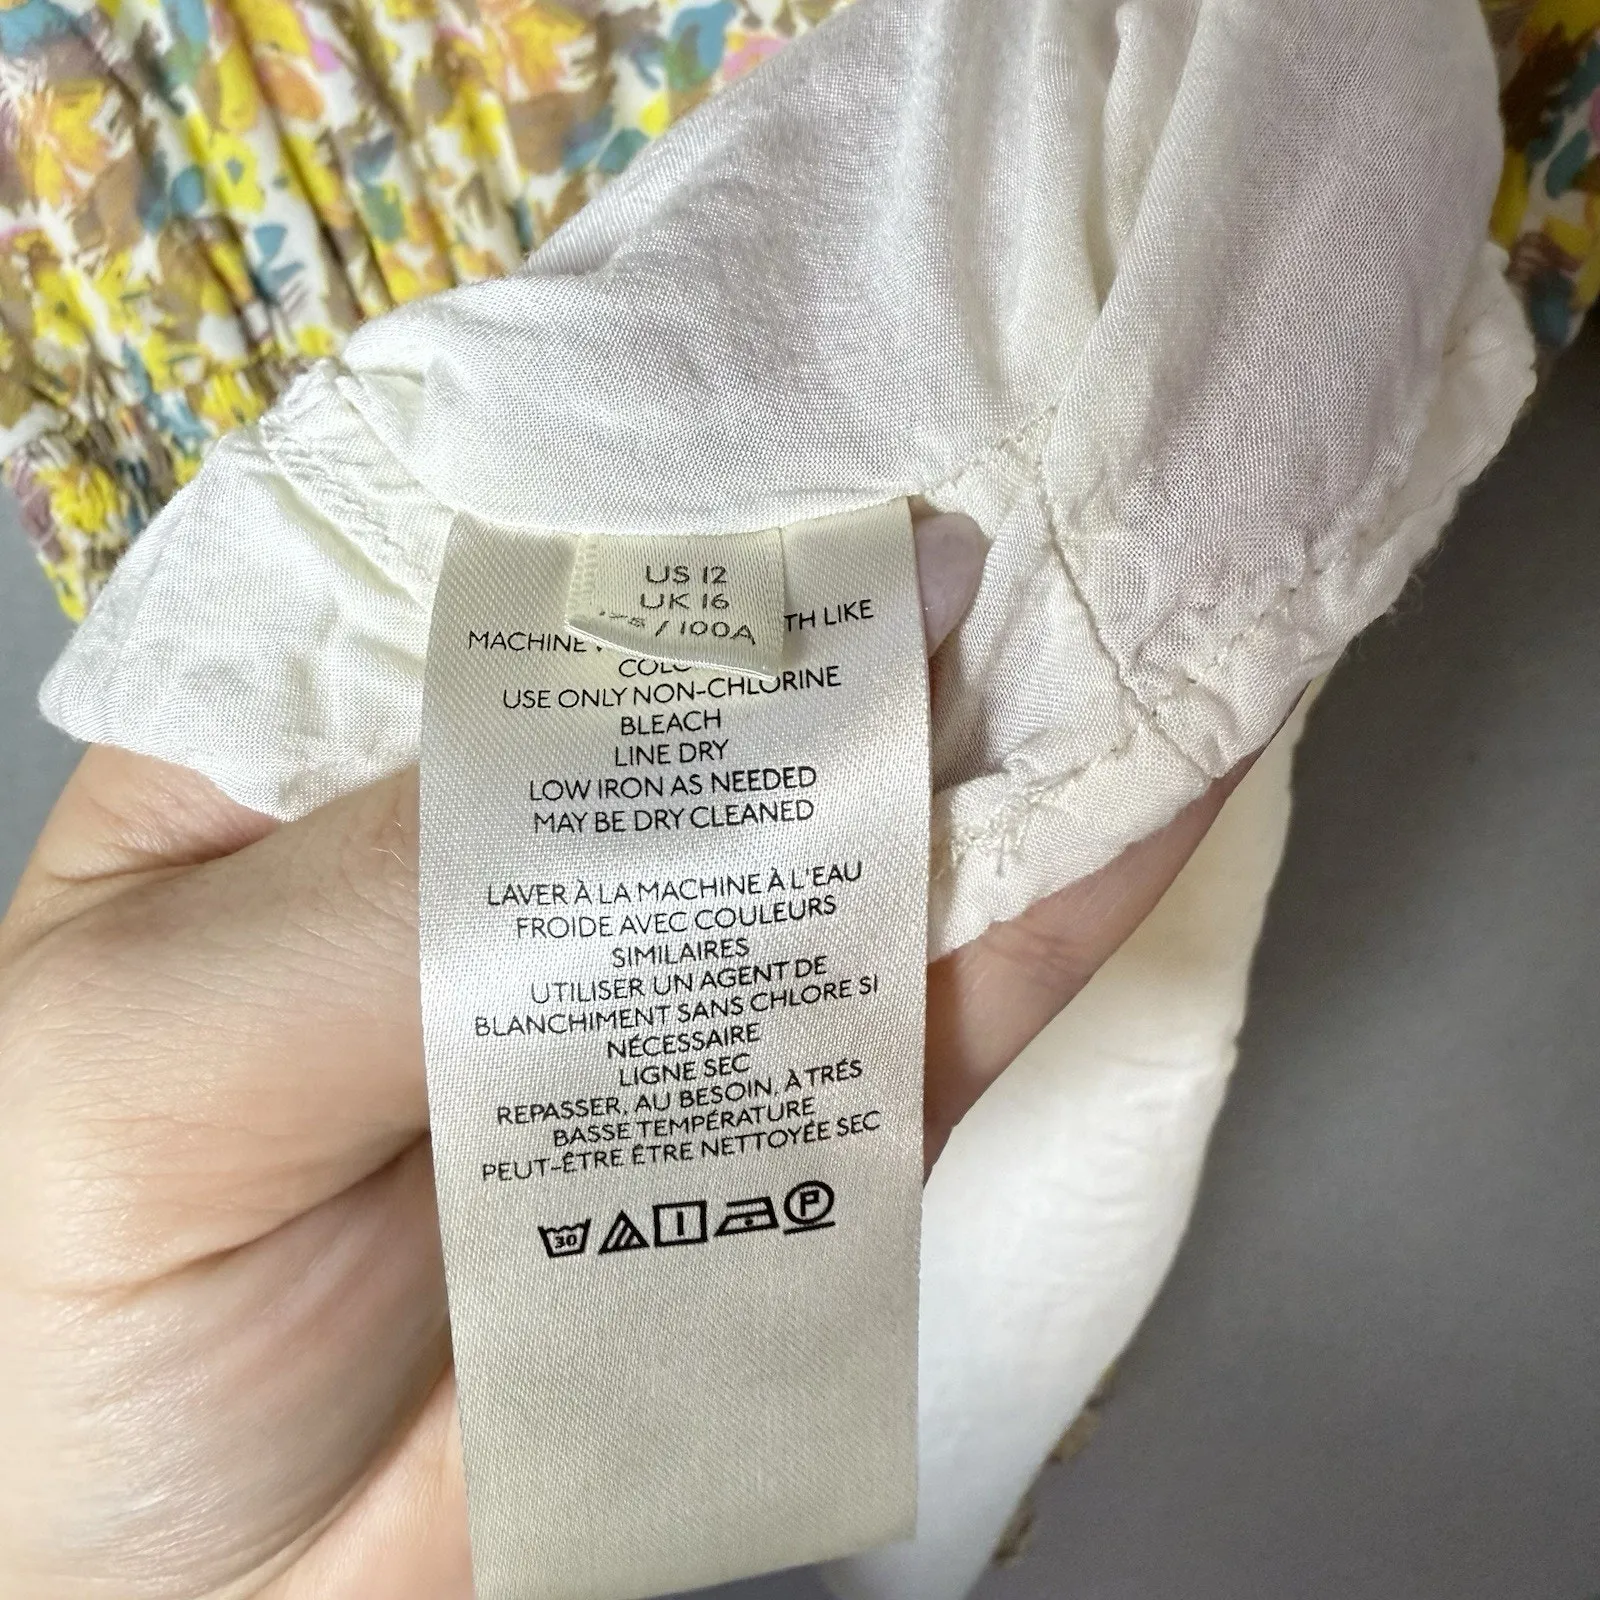 US 12
UK 16
/ 100A
MACHINE TH LIKE
USE ONLY NON-CHLORINE
BLEACH
LINE DRY
LOW IRON AS NEEDED
MAY BE DRY CLEANED
LAVER À LA MACHINE À L'EAU
FROIDE AVEC COULEURS
SIMILAIRES
UTILISER UN AGENT DE
BLANCHIMENT SANS CHLORE SI
NÉCESSAIRE
LIGNE SEC
REPASSER, AU BESOIN, À TRÉS
BASSE TEMPÉRATURE
PEUT-ÊTRE ÊTRE NETTOYÉE SEC
30 P